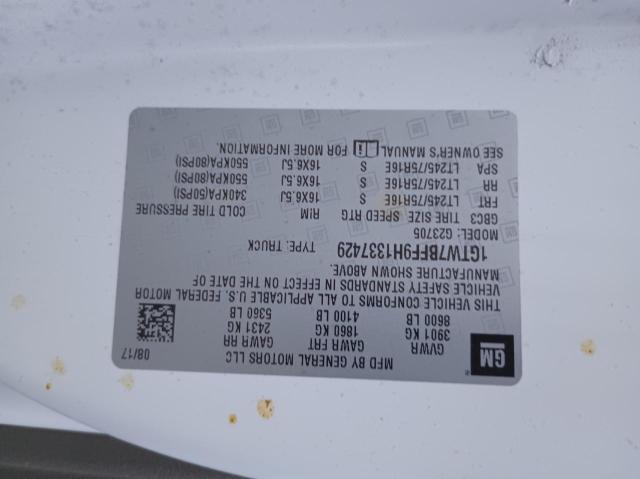 GM
MFD BY GENERAL MOTORS LLC 08/17
GVWR GAWR FRT GAWR RR
3901 KG 1860 KG 2431 KG
8600 LB 4100 LB 5360 LB
THIS VEHICLE CONFORMS TO ALL APPLICABLE U.S. FEDERAL MOTOR
VEHICLE SAFETY STANDARDS IN EFFECT ON THE DATE OF
MANUFACTURE SHOWN ABOVE.
1GTW7BFF9H1337429 TYPE: TRUCK
MODEL: G23705
GBC3 TIRE SIZE SPEED RTG RIM COLD TIRE PRESSURE
FRT LT245/75R16E S 16X6.5J 340KPA(50PSI)
RR LT245/75R16E S 16X6.5J 550KPA(80PSI)
SPA LT245/75R16E S 16X6.5J 550KPA(80PSI)
SEE OWNER'S MANUAL FOR MORE INFORMATION.